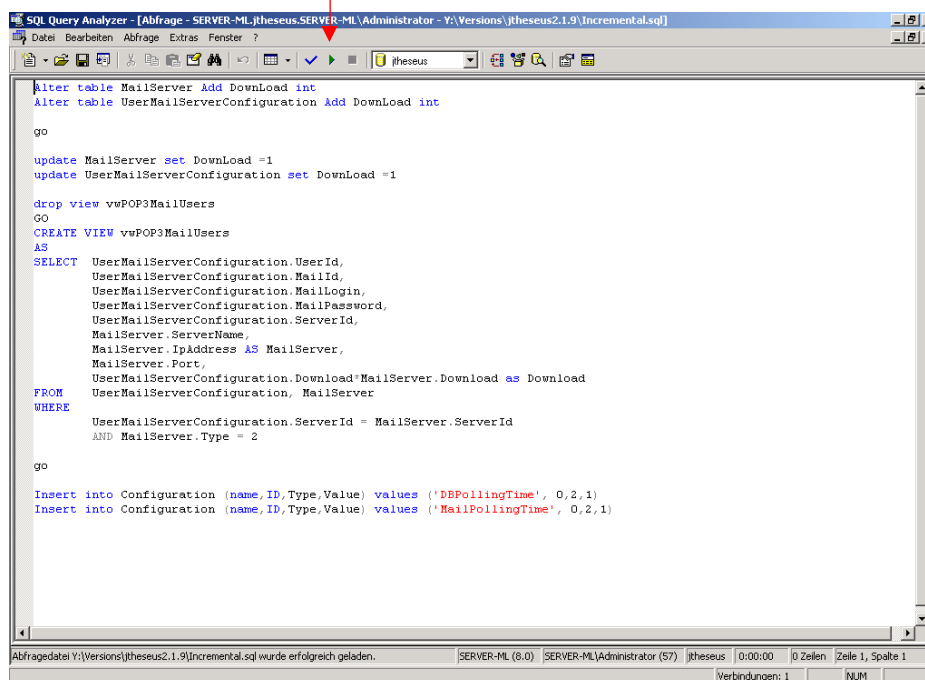 SQL Query Analyzer - [Abfrage - SERVER-ML.jtheseus.SERVER-ML\Administrator - Y:\Versions\jtheseus2.1.9\Incremental.sql]
Datei Bearbeiten Abfrage Extras Fenster ?
jtheseus
Alter table MailServer Add DownLoad int
Alter table UserMailServerConfiguration Add DownLoad int
go
update MailServer set DownLoad =1
update UserMailServerConfiguration set DownLoad =1
drop view vwPOP3MailUsers
GO
CREATE VIEW vwPOP3MailUsers
AS
SELECT UserMailServerConfiguration.UserId,
UserMailServerConfiguration.MailId,
UserMailServerConfiguration.MailLogin,
UserMailServerConfiguration.MailPassword,
UserMailServerConfiguration.ServerId,
MailServer.ServerName,
MailServer.IpAddress AS MailServer,
MailServer.Port,
UserMailServerConfiguration.Download*MailServer.Download as Download
FROM UserMailServerConfiguration, MailServer
WHERE
UserMailServerConfiguration.ServerId = MailServer.ServerId
AND MailServer.Type = 2
go
Insert into Configuration (name,ID,Type,Value) values ('DBPollingTime', 0,2,1)
Insert into Configuration (name,ID,Type,Value) values ('MailPollingTime', 0,2,1)
Abfragedatei Y:\Versions\jtheseus2.1.9\Incremental.sql wurde erfolgreich geladen. SERVER-ML (8.0) SERVER-ML\Administrator (57) jtheseus 0:00:00 0 Zeilen Zeile 1, Spalte 1
Verbindungen: 1 NUM